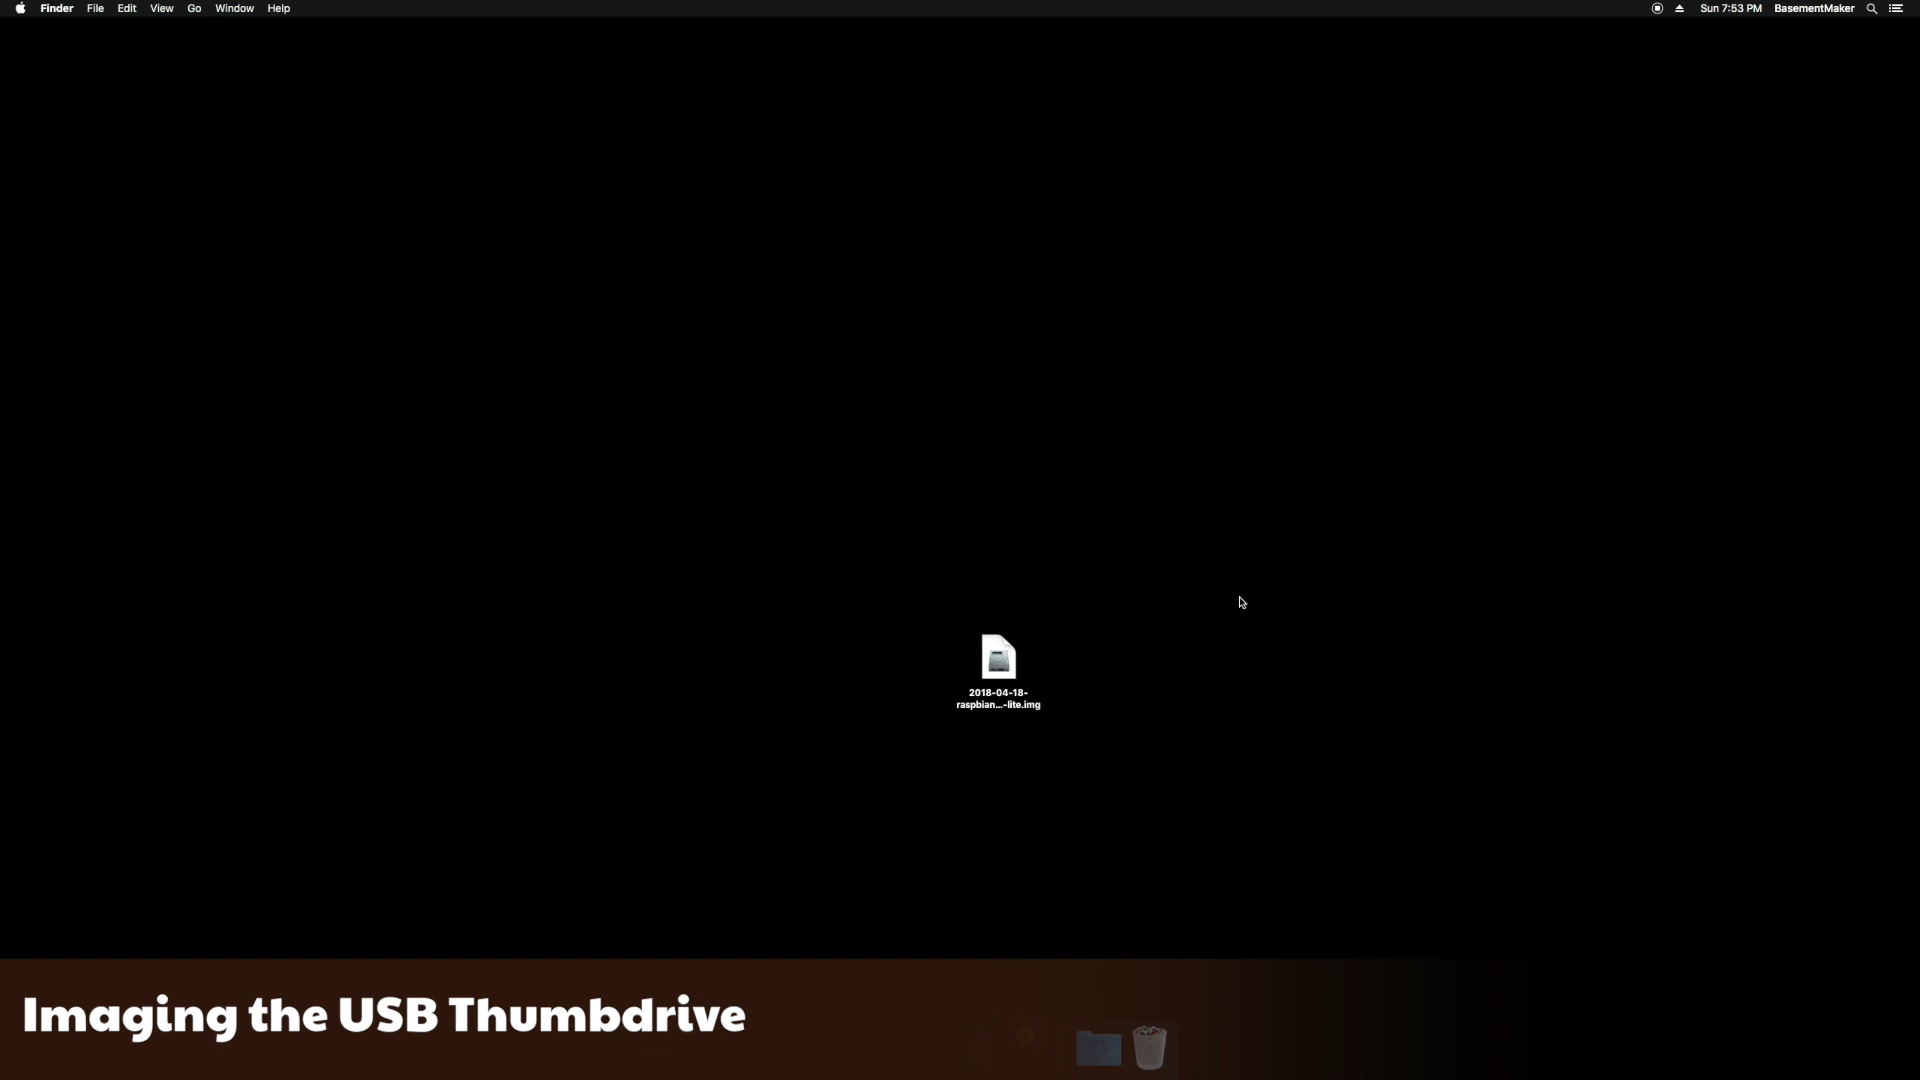 Finder File Edit View Go Window Help Sun 7:53 PM BasementMaker
2018-04-18-
raspbian...-lite.img
Imaging the USB Thumbdrive